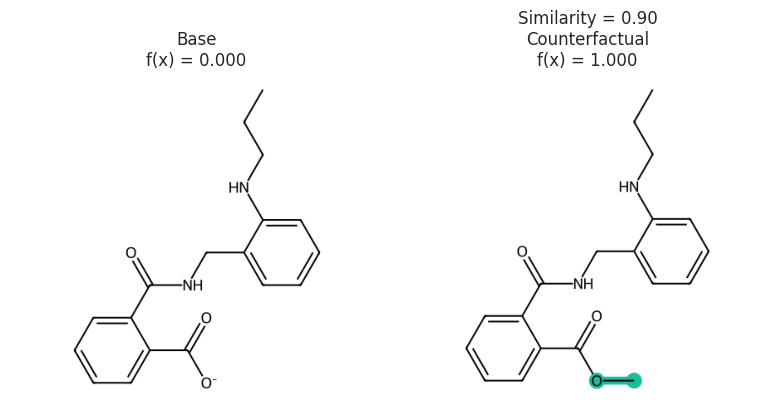 Base
f(x) = 0.000
Similarity = 0.90
Counterfactual
f(x) = 1.000
HN
O
NH
O
O-
HN
O
NH
O
O